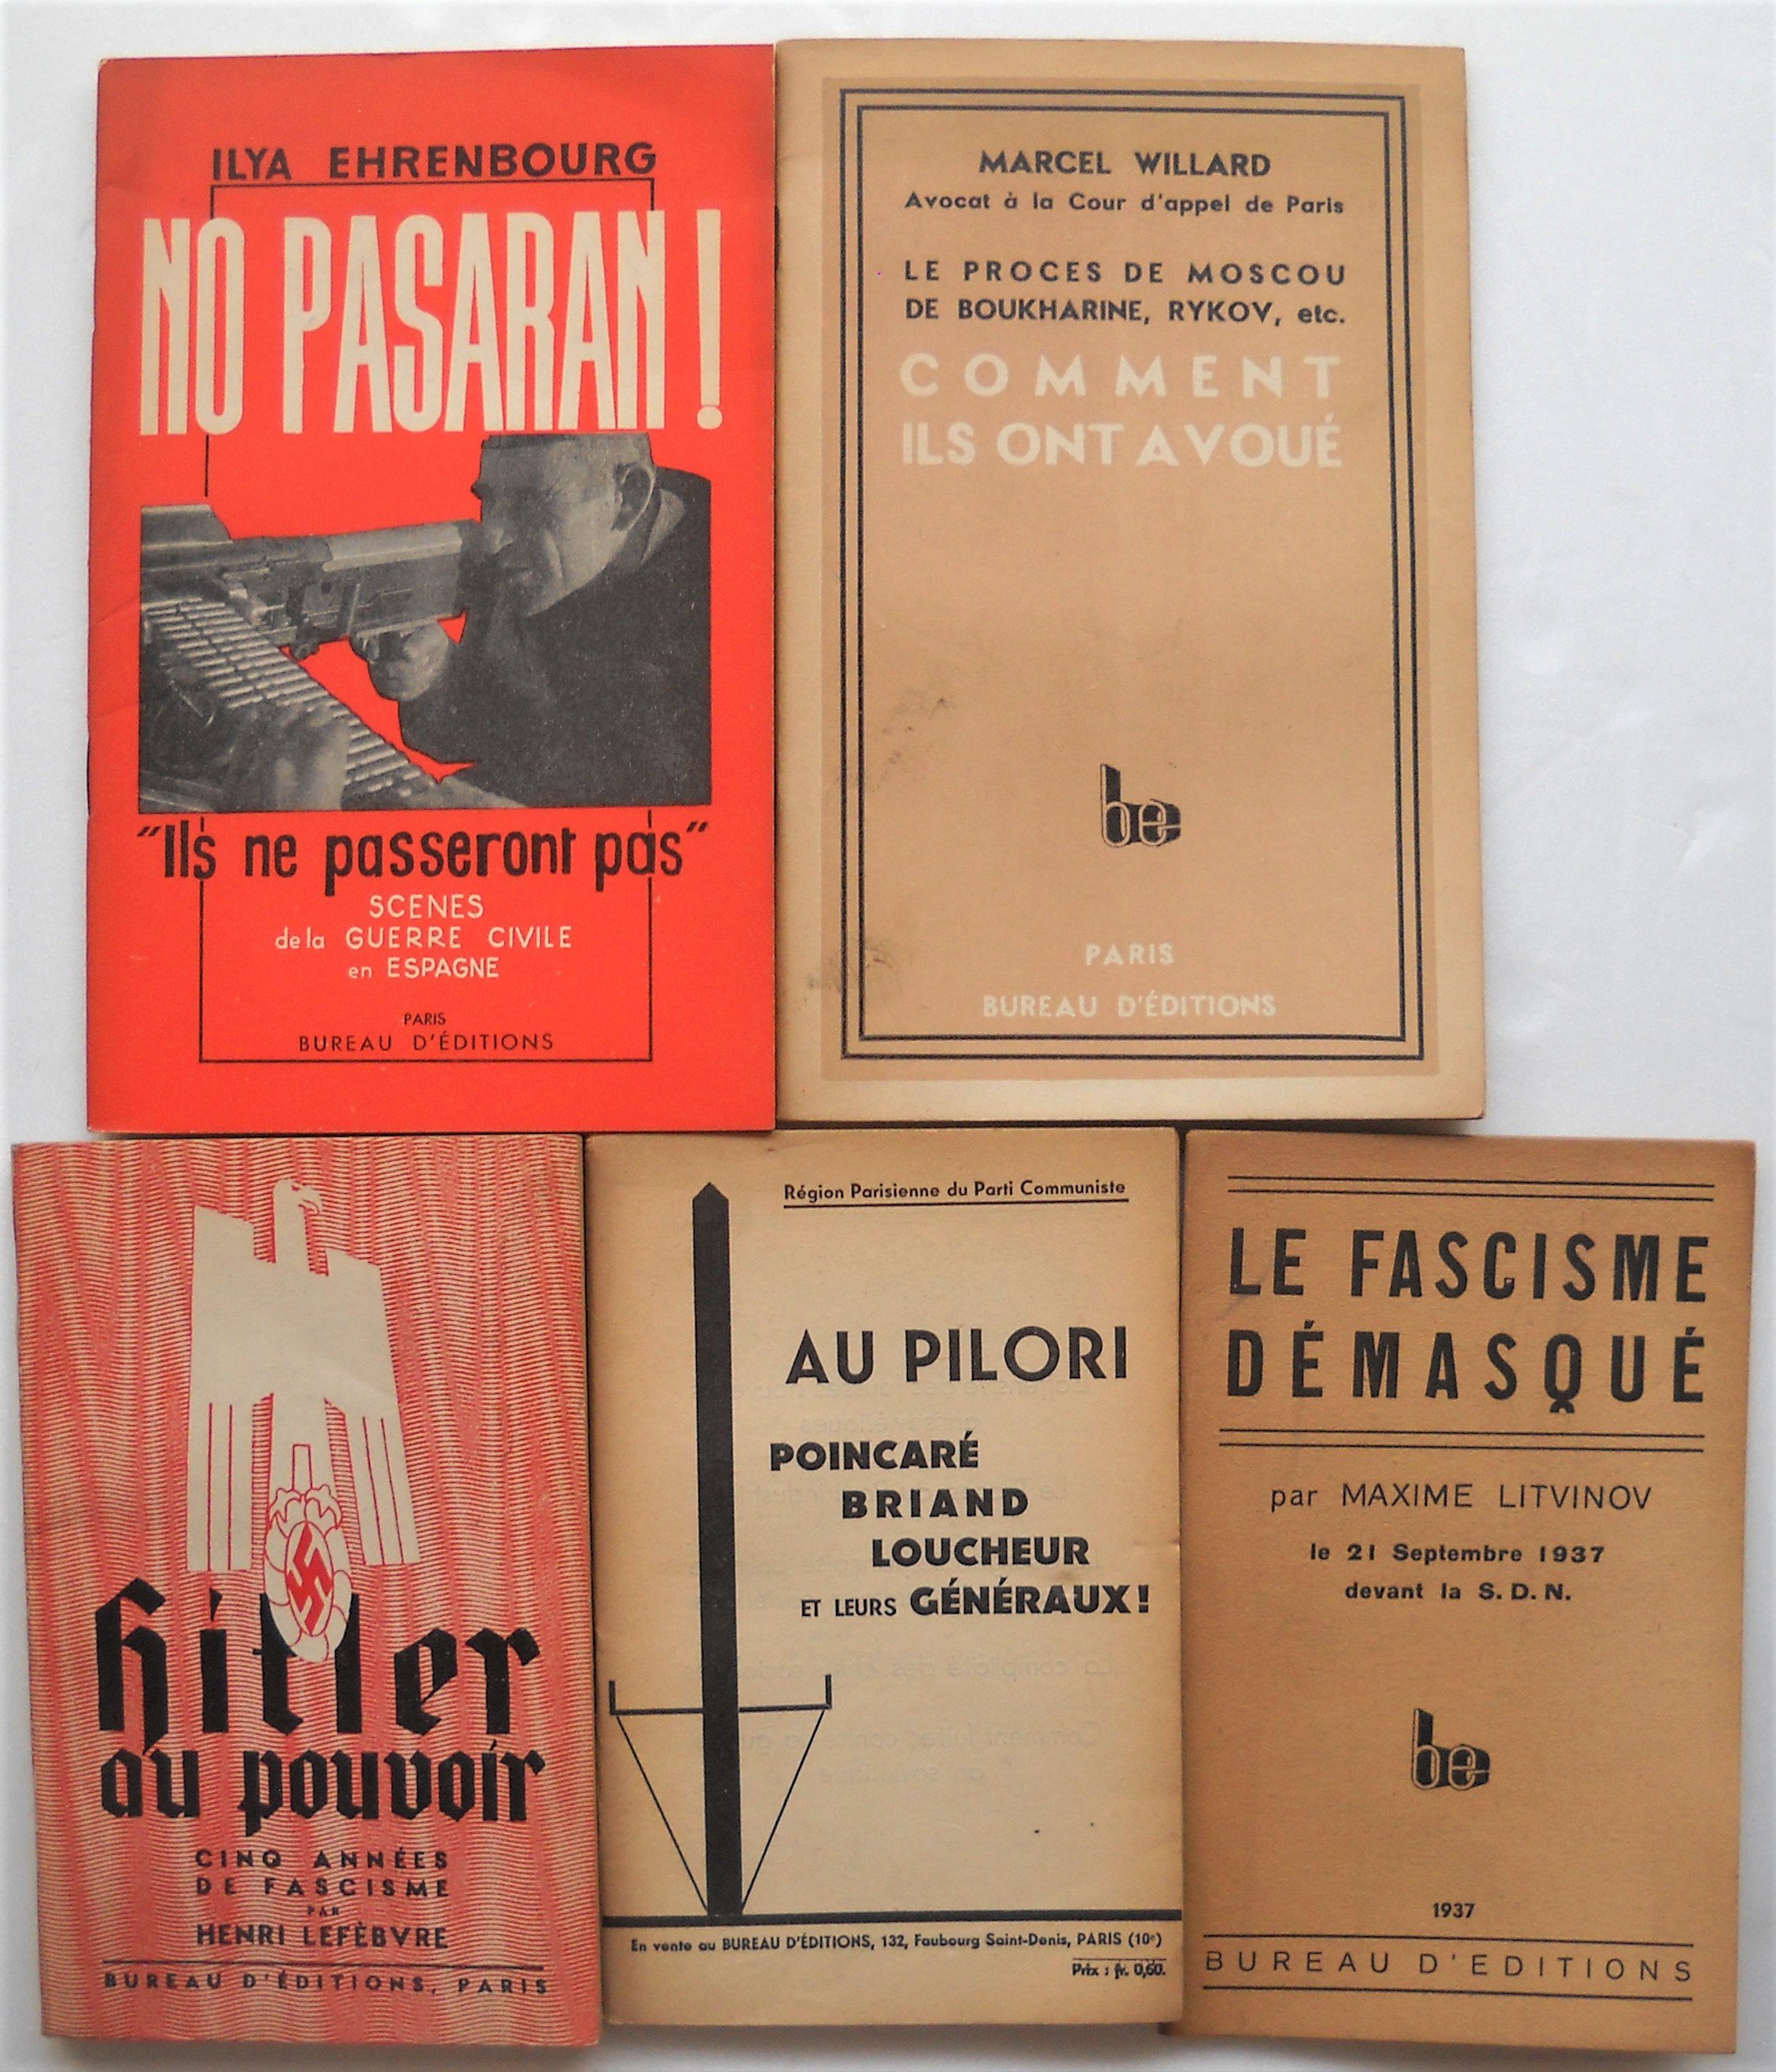 ILYA EHRENBOURG
NO PASARAN !
"Ils ne passeront pas"
SCENES
de la GUERRE CIVILE
en ESPAGNE
PARIS
BUREAU D'ÉDITIONS
MARCEL WILLARD
Avocat à la Cour d'appel de Paris
LE PROCES DE MOSCOU
DE BOUKHARINE, RYKOV, etc.
COMMENT
ILS ONT AVOUÉ
be
PARIS
BUREAU D'ÉDITIONS
hitler
au pouvoir
CINQ ANNÉES
DE FASCISME
PAR
HENRI LEFÈBVRE
BUREAU D'ÉDITIONS, PARIS
Région Parisienne du Parti Communiste
AU PILORI
POINCARÉ
BRIAND
LOUCHEUR
ET LEURS GÉNÉRAUX !
En vente au BUREAU D'ÉDITIONS, 132, Faubourg Saint-Denis, PARIS (10e)
Prix : fr. 0,60.
LE FASCISME
DÉMASQUÉ
par MAXIME LITVINOV
le 21 Septembre 1937
devant la S. D. N.
be
1937
BUREAU D'EDITIONS